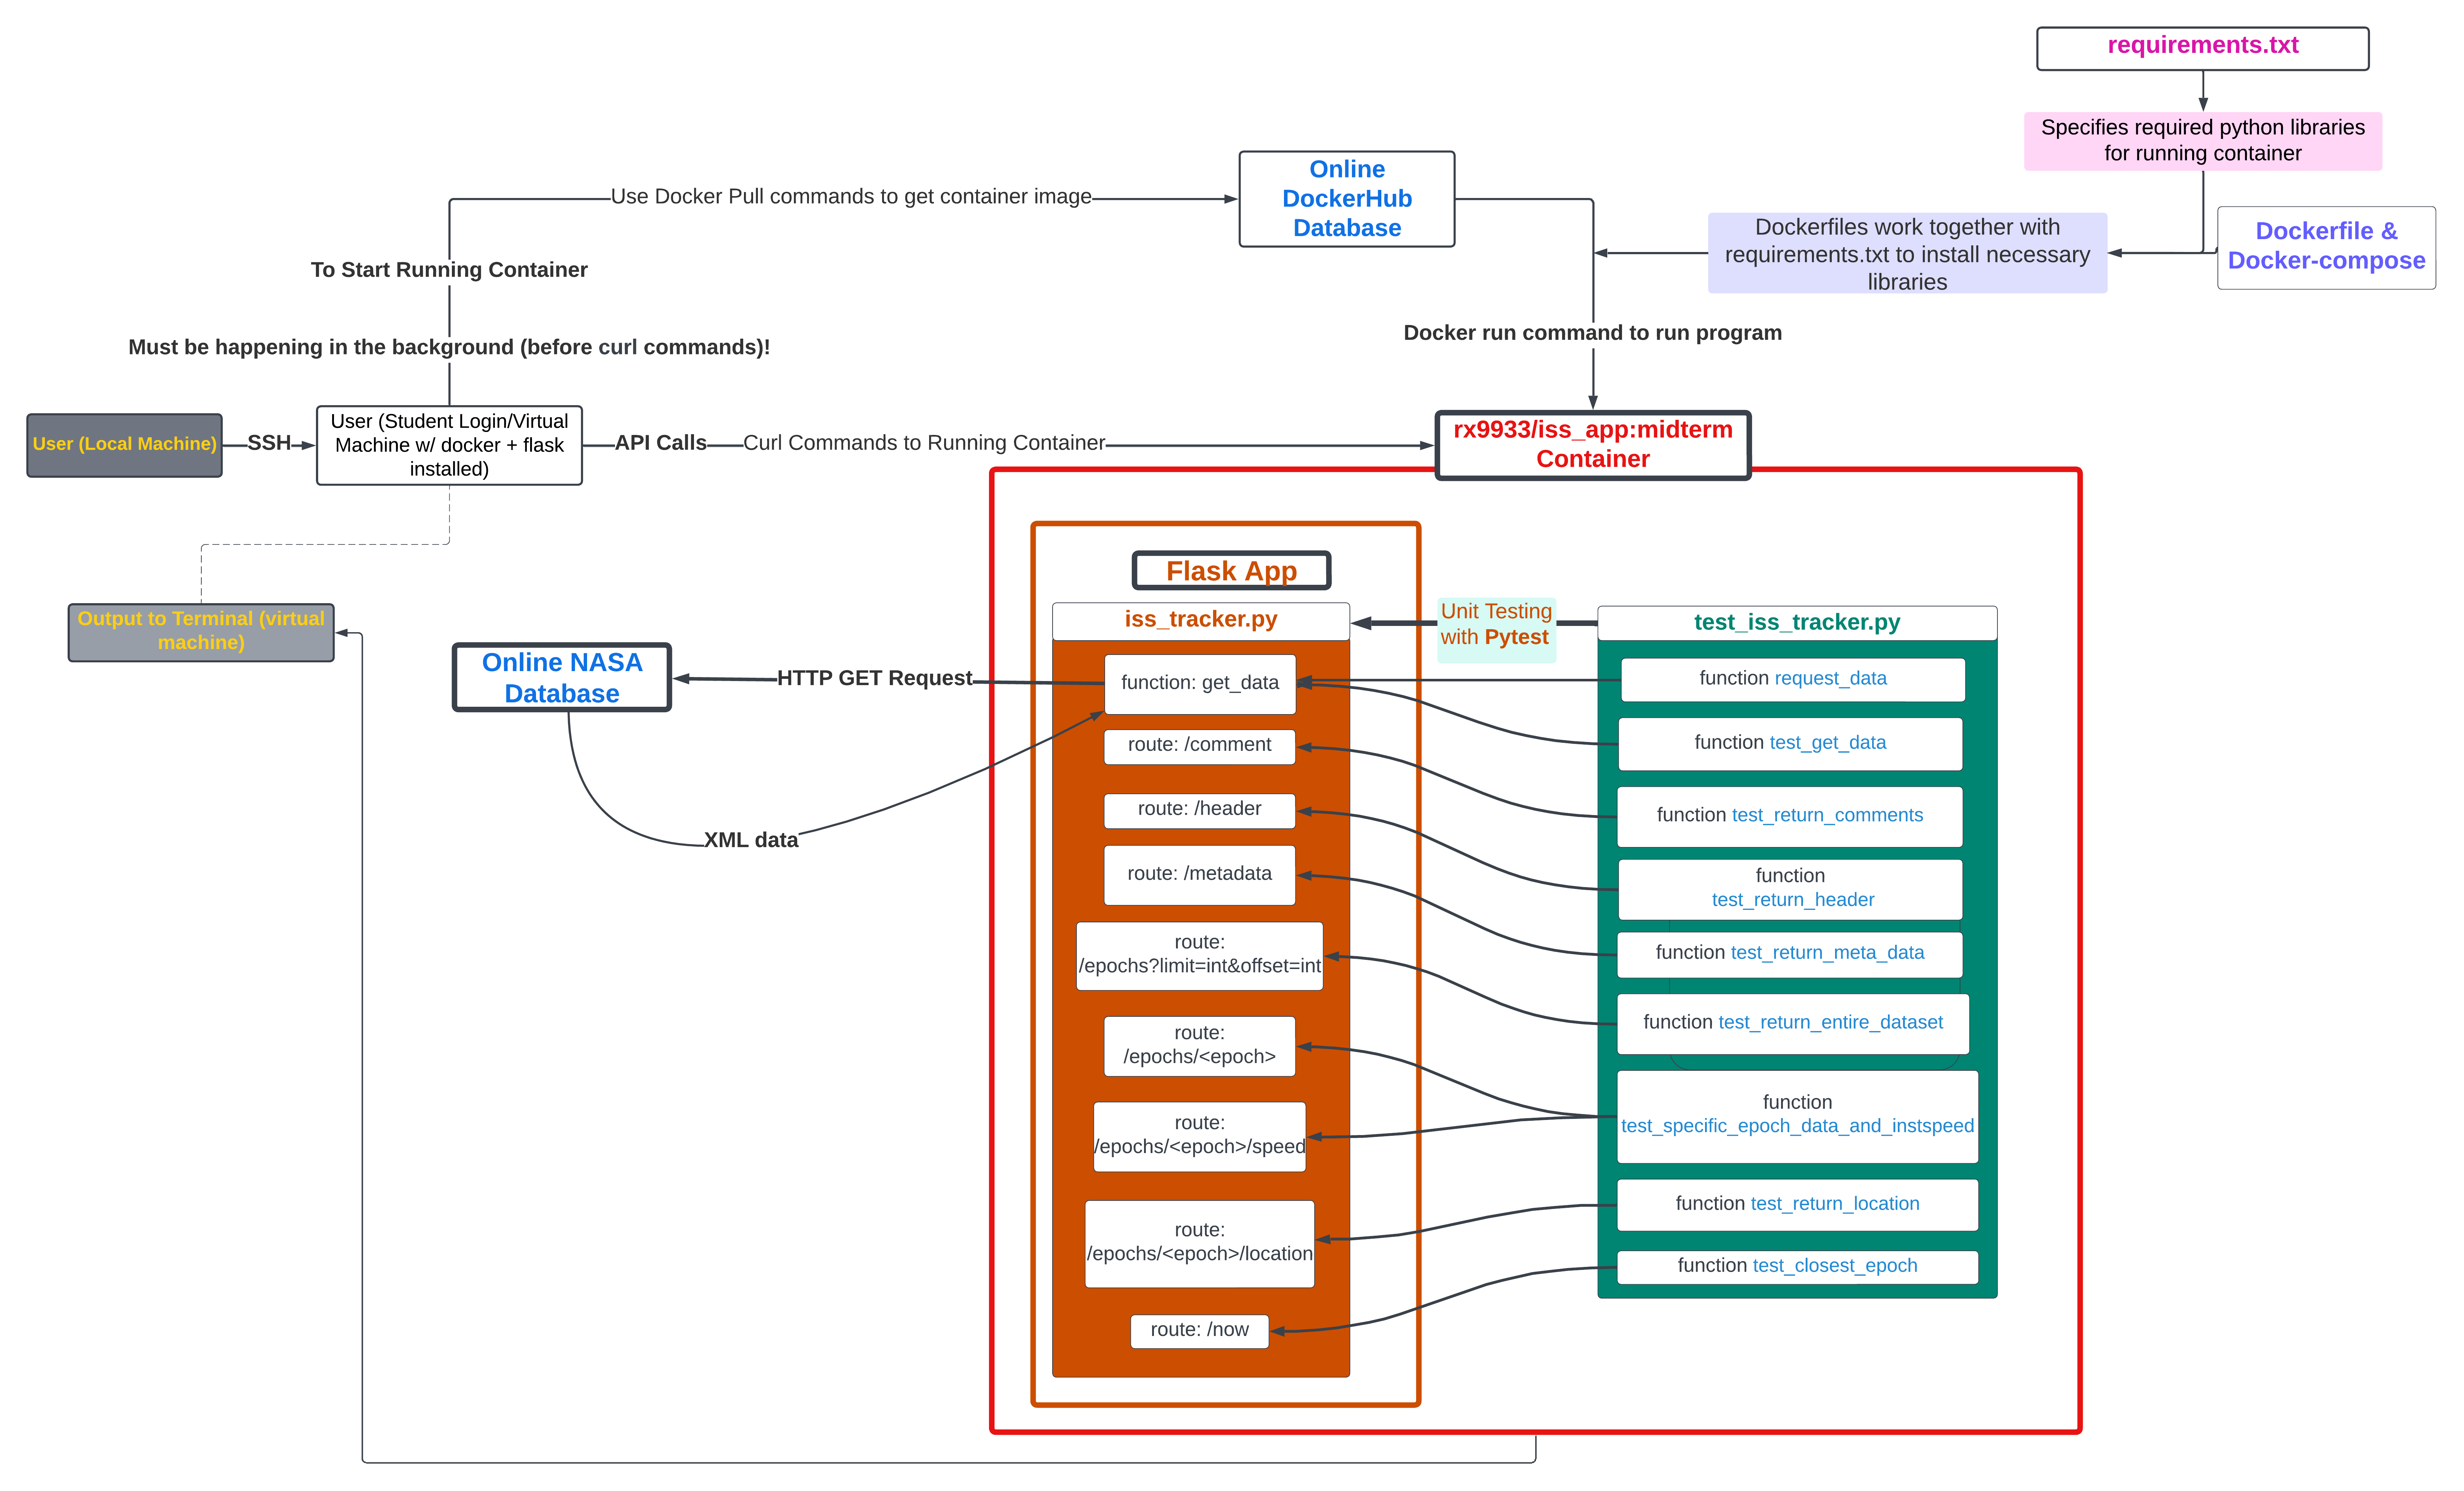 requirements.txt
Specifies required python libraries
for running container
Online
DockerHub
Database
Use Docker Pull commands to get container image
Dockerfiles work together with
requirements.txt to install necessary
libraries
Dockerfile &
Docker-compose
To Start Running Container
Docker run command to run program
Must be happening in the background (before curl commands)!
User (Local Machine)
SSH
User (Student Login/Virtual
Machine w/ docker + flask
installed)
API Calls
Curl Commands to Running Container
rx9933/iss_app:midterm
Container
Flask App
Output to Terminal (virtual
machine)
iss_tracker.py
Unit Testing
with Pytest
test_iss_tracker.py
Online NASA
Database
HTTP GET Request
XML data
function: get_data
route: /comment
route: /header
route: /metadata
route:
/epochs?limit=int&offset=int
route:
/epochs/<epoch>
route:
/epochs/<epoch>/speed
route:
/epochs/<epoch>/location
route: /now
function request_data
function test_get_data
function test_return_comments
function
test_return_header
function test_return_meta_data
function test_return_entire_dataset
function
test_specific_epoch_data_and_instspeed
function test_return_location
function test_closest_epoch